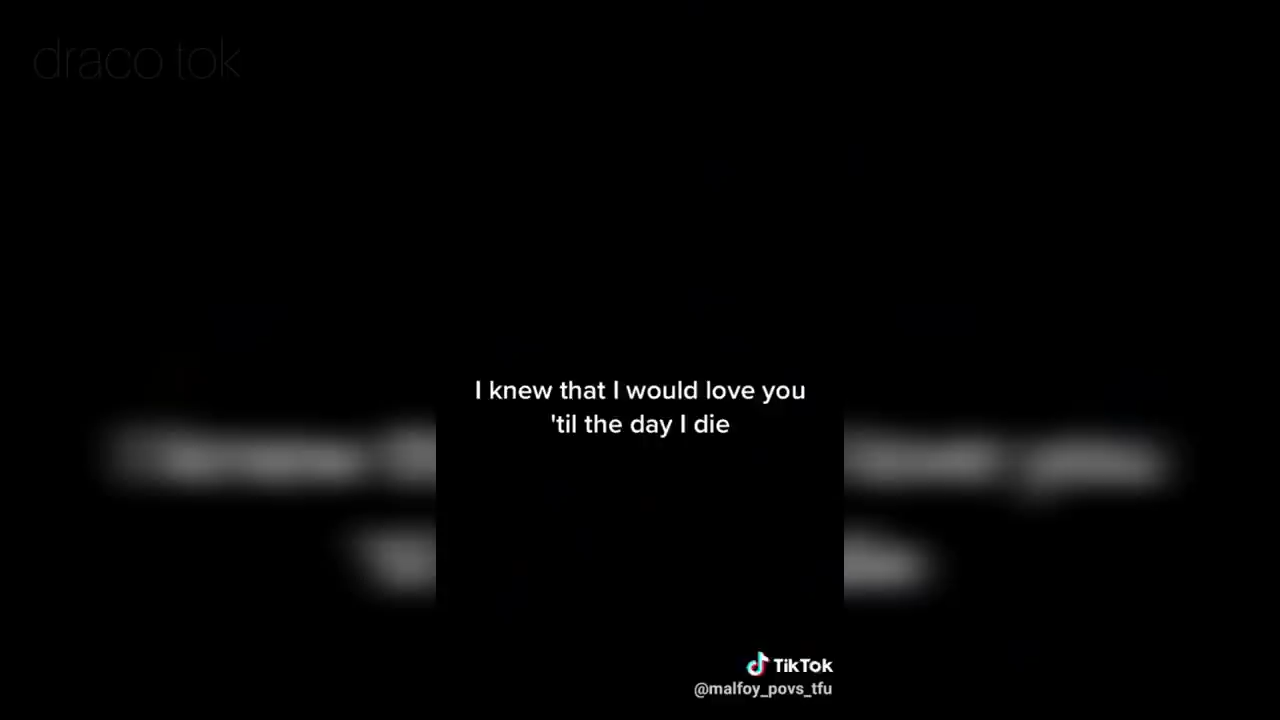 draco tok
I knew that I would love you
'til the day I die
TikTok
@malfoy_povs_tfu